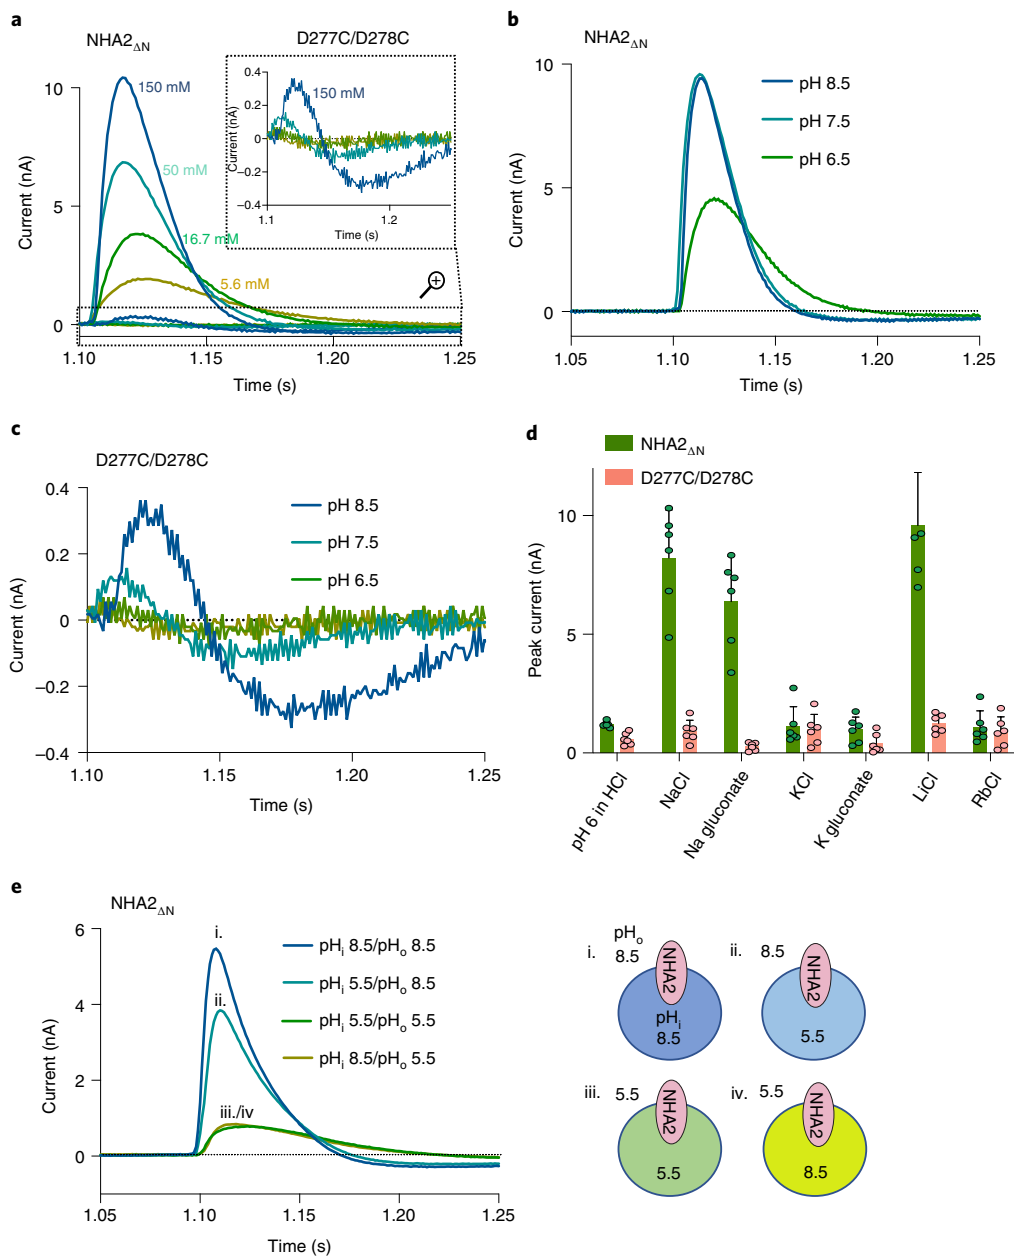 a
NHA2ΔN
D277C/D278C
Current (nA)
10
5
0
150 mM
50 mM
16.7 mM
5.6 mM
1.10
1.15
1.20
1.25
Time (s)
Current (nA)
0.4
0.2
0
–0.2
–0.4
150 mM
1.1
1.2
Time (s)
b
NHA2ΔN
Current (nA)
10
5
0
pH 8.5
pH 7.5
pH 6.5
1.05
1.10
1.15
1.20
1.25
Time (s)
c
D277C/D278C
Current (nA)
0.4
0.2
0
–0.2
–0.4
pH 8.5
pH 7.5
pH 6.5
1.10
1.15
1.20
1.25
Time (s)
d
NHA2ΔN
D277C/D278C
Peak current (nA)
10
5
0
pH 6 in HCl
NaCl
Na gluconate
KCl
K gluconate
LiCl
RbCl
e
NHA2ΔN
Current (nA)
6
4
2
0
i.
ii.
iii./iv
pHi 8.5/pHo 8.5
pHi 5.5/pHo 8.5
pHi 5.5/pHo 5.5
pHi 8.5/pHo 5.5
1.05
1.10
1.15
1.20
1.25
Time (s)
i.
pHo
8.5
NHA2
pHi
8.5
ii.
8.5
NHA2
5.5
iii.
5.5
NHA2
5.5
iv.
5.5
NHA2
8.5